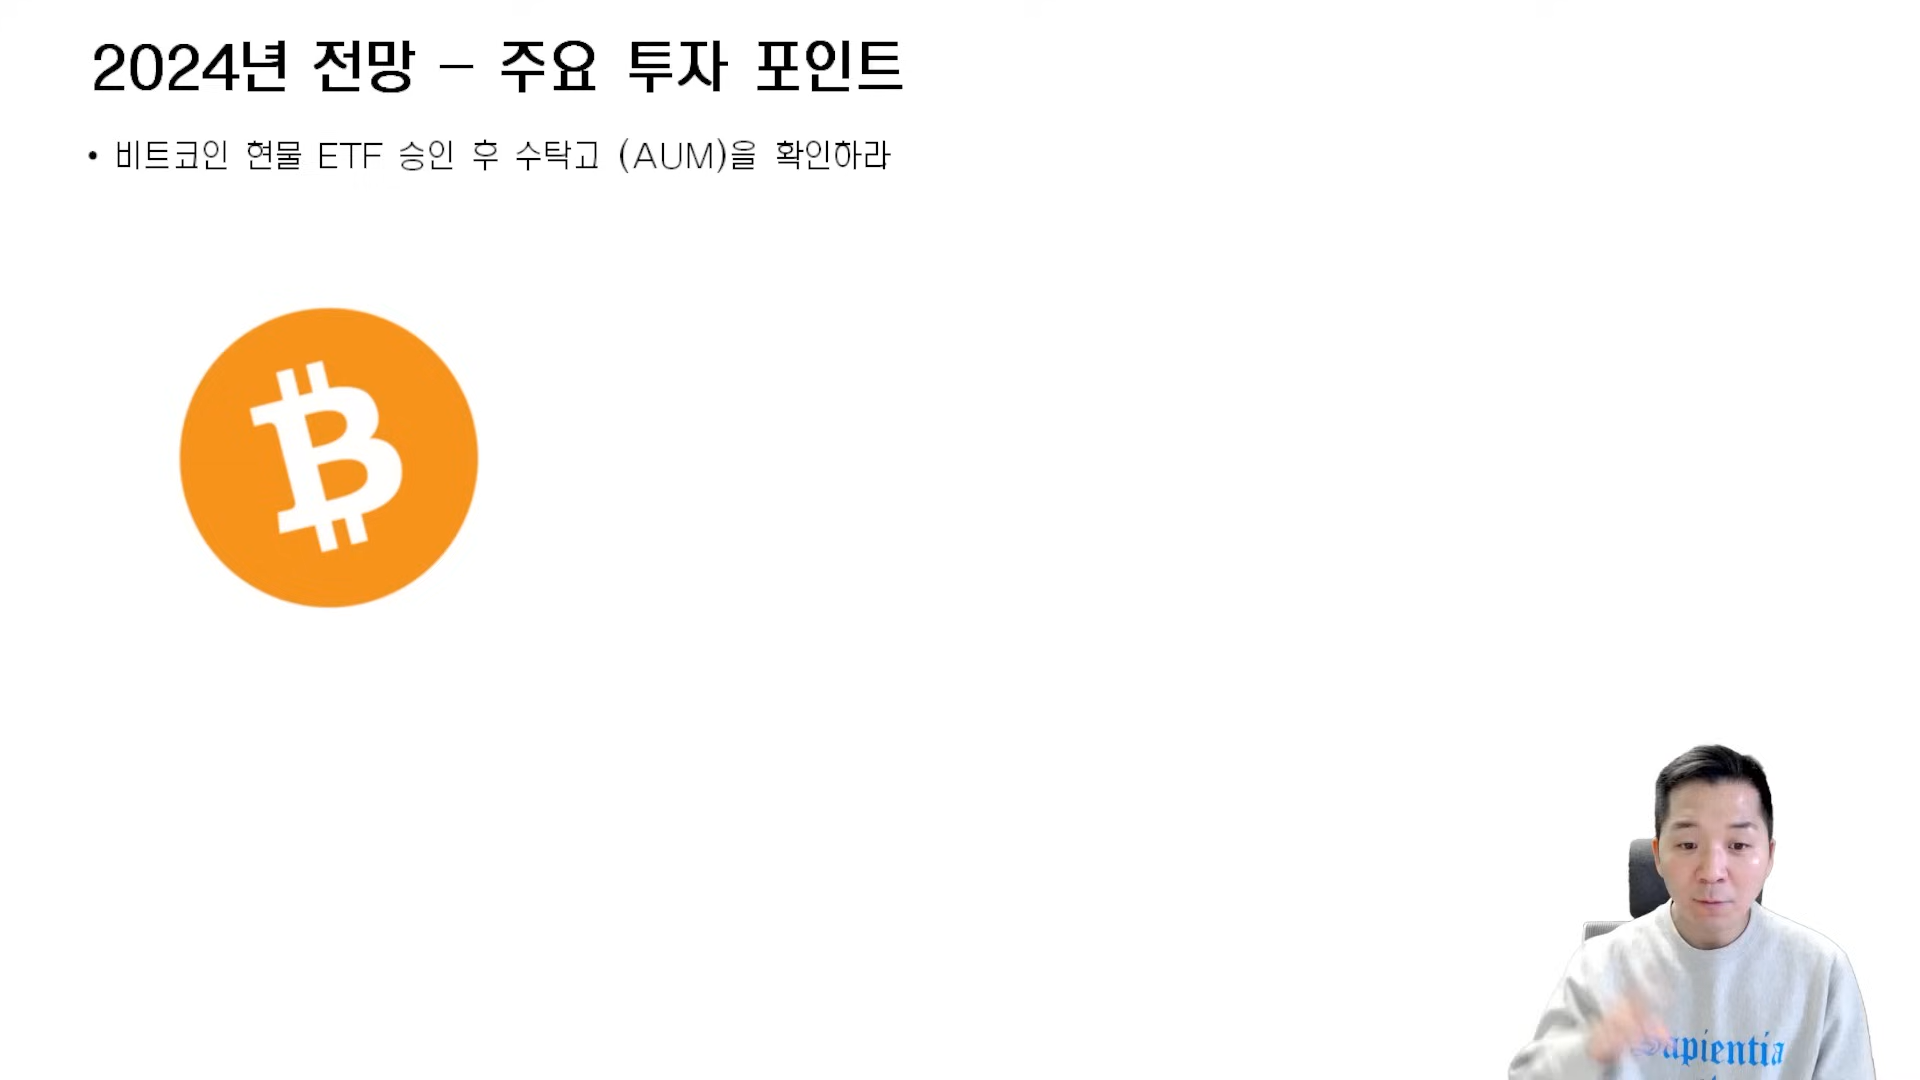 2024년 전망 – 주요 투자 포인트
• 비트코인 현물 ETF 승인 후 수탁고 (AUM)을 확인하라
Sapientia